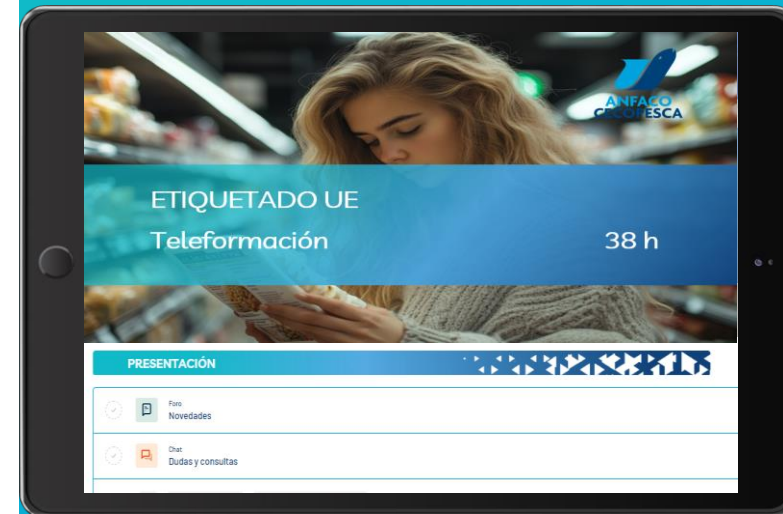 ANFACO
CECOPESCA
ETIQUETADO UE
Teleformación
38 h
PRESENTACIÓN
Foro
Novedades
Chat
Dudas y consultas